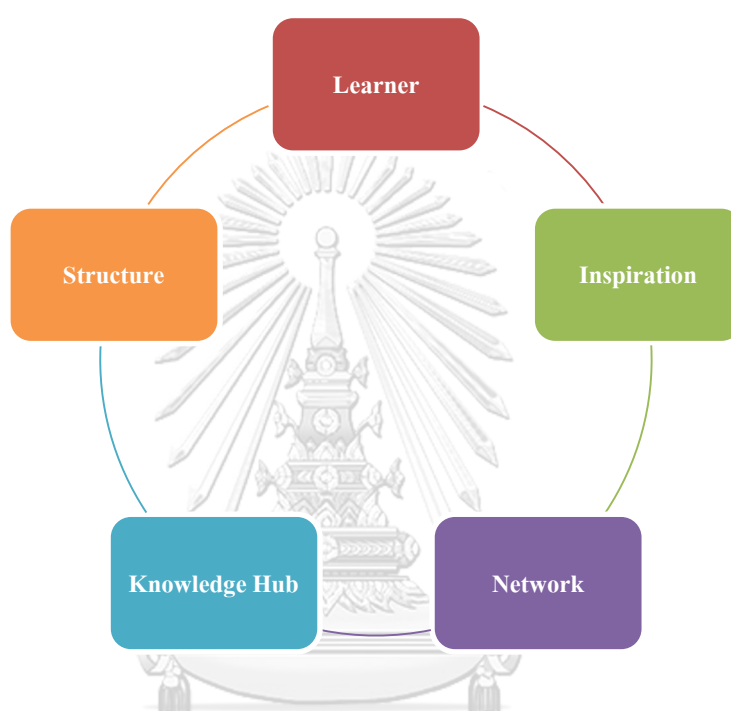 Learner
Inspiration
Network
Knowledge Hub
Structure